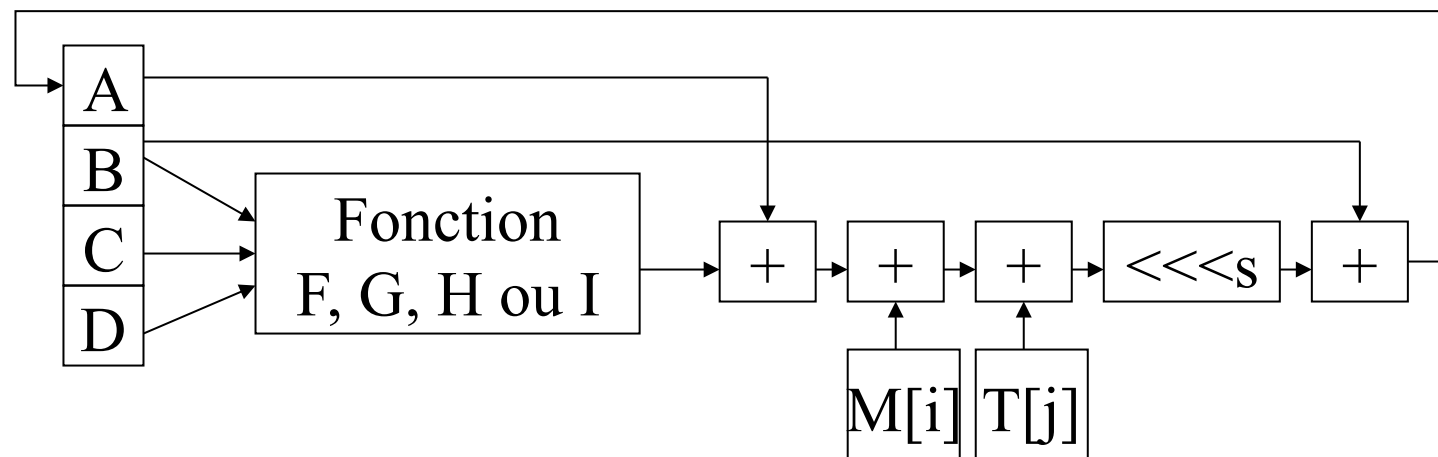 A
B
C
D
Fonction
F, G, H ou I
+
+
+
<<<s
+
M[i]
T[j]